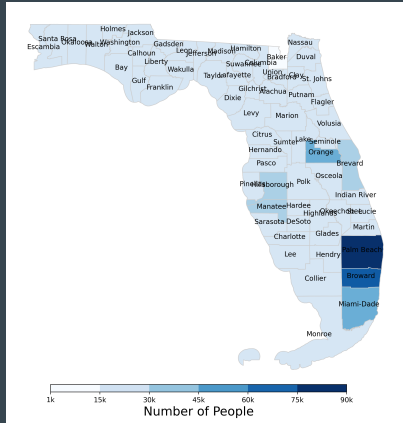 Holmes
Jackson
Santa Rosa
Okaloosa
Walton
Washington
Escambia
Gadsden
Leon
Jefferson
Madison
Hamilton
Nassau
Calhoun
Liberty
Bay
Wakulla
Taylor
Lafayette
Suwannee
Columbia
Baker
Duval
Union
Bradford
Clay
St. Johns
Gulf
Franklin
Gilchrist
Alachua
Putnam
Dixie
Flagler
Levy
Marion
Volusia
Citrus
Sumter
Lake
Seminole
Hernando
Orange
Pasco
Brevard
Osceola
Pinellas
Hillsborough
Polk
Indian River
Manatee
Hardee
Highlands
Okeechobee
St. Lucie
Sarasota
DeSoto
Martin
Charlotte
Glades
Lee
Hendry
Palm Beach
Collier
Broward
Miami-Dade
Monroe
1k 15k 30k 45k 60k 75k 90k
Number of People